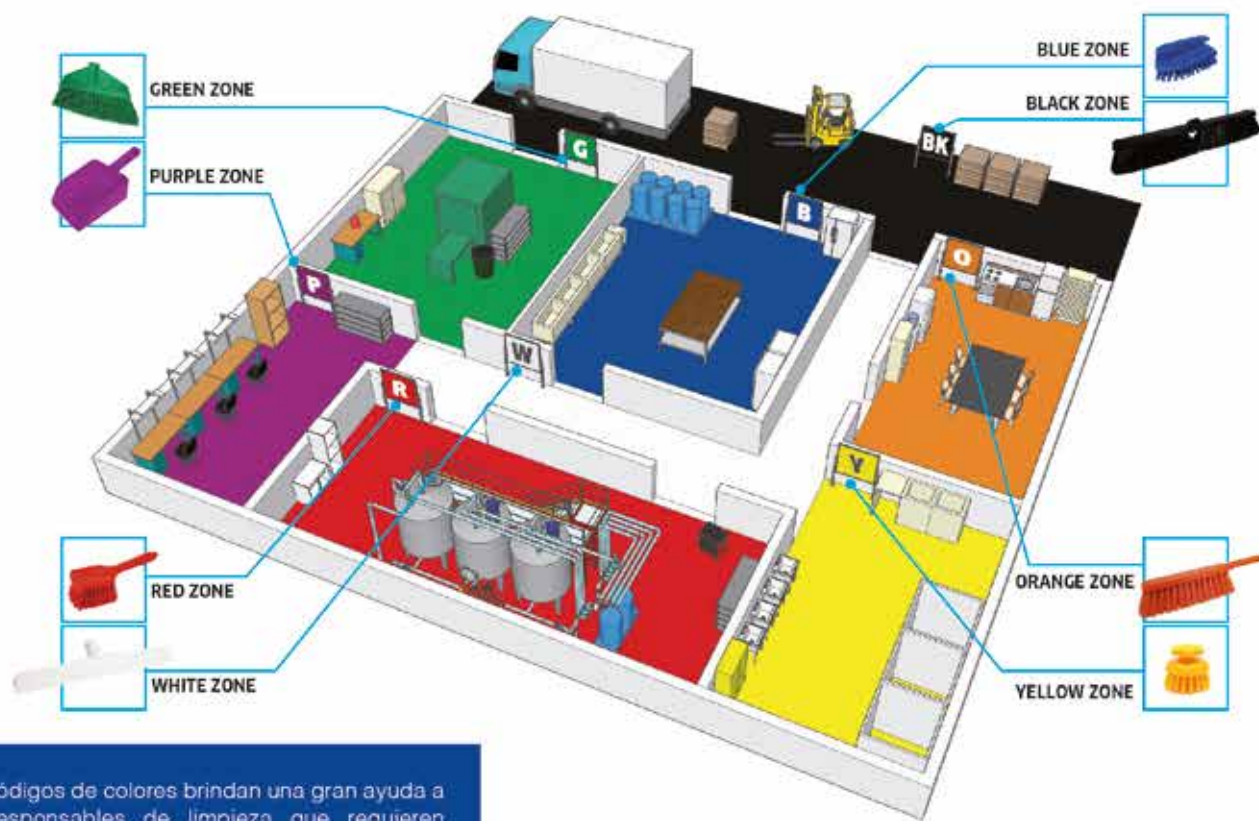 GREEN ZONE
PURPLE ZONE
BLUE ZONE
BLACK ZONE
G
BK
B
O
P
W
R
Y
RED ZONE
WHITE ZONE
ORANGE ZONE
YELLOW ZONE
ódigos de colores brindan una gran ayuda a
esponsables de limpieza que requieren